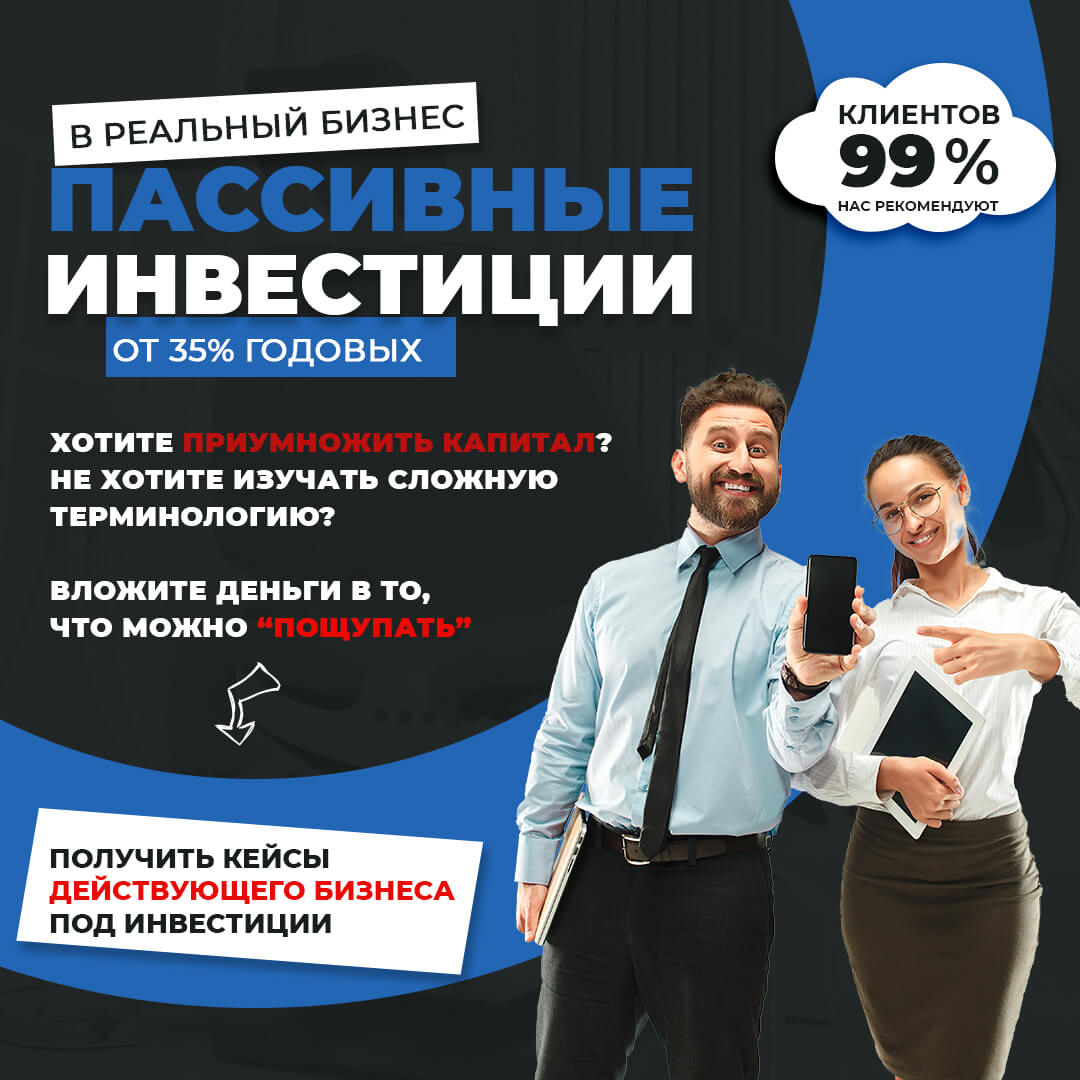 В РЕАЛЬНЫЙ БИЗНЕС
ПАССИВНЫЕ
ИНВЕСТИЦИИ
ОТ 35% ГОДОВЫХ
КЛИЕНТОВ
99%
НАС РЕКОМЕНДУЮТ
ХОТИТЕ ПРИУМНОЖИТЬ КАПИТАЛ?
НЕ ХОТИТЕ ИЗУЧАТЬ СЛОЖНУЮ
ТЕРМИНОЛОГИЮ?
ВЛОЖИТЕ ДЕНЬГИ В ТО,
ЧТО МОЖНО “ПОЩУПАТЬ”
ПОЛУЧИТЬ КЕЙСЫ
ДЕЙСТВУЮЩЕГО БИЗНЕСА
ПОД ИНВЕСТИЦИИ